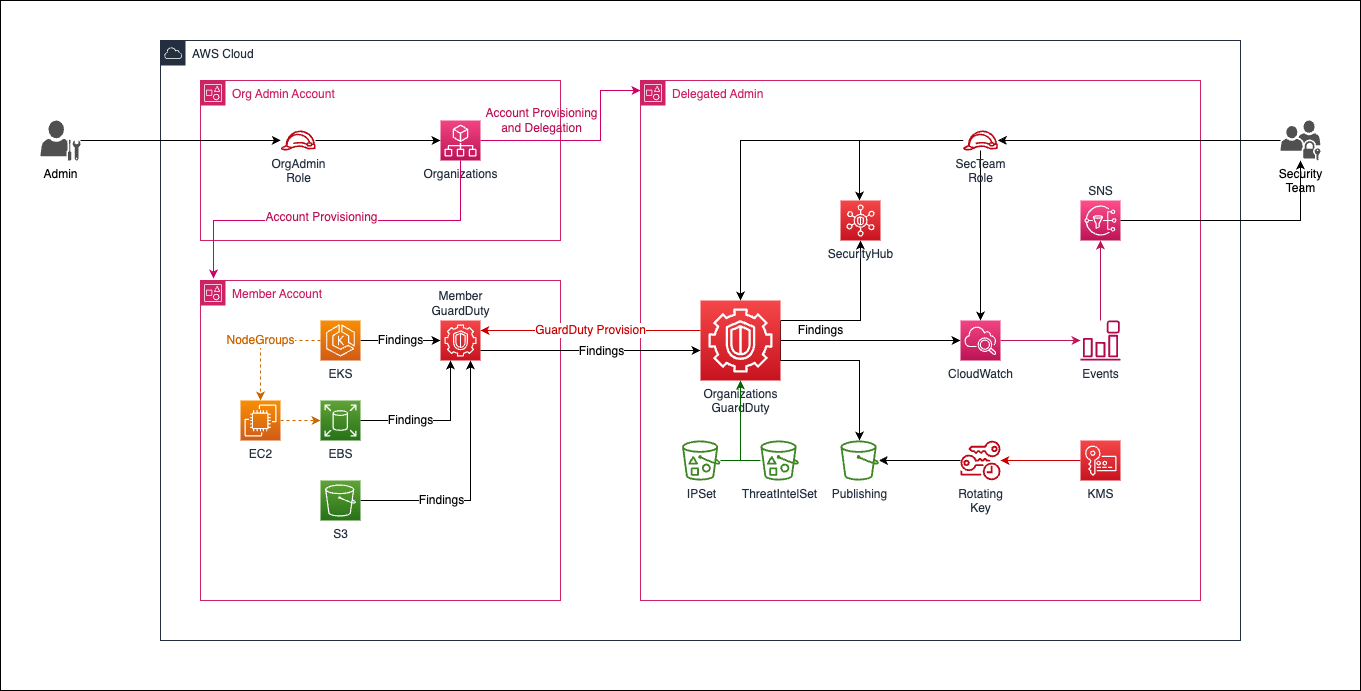 AWS Cloud
Org Admin Account
Delegated Admin
Account Provisioning
and Delegation
Admin
OrgAdmin
Role
Organizations
SecTeam
Role
Security
Team
SNS
Account Provisioning
SecurityHub
Member Account
Member
GuardDuty
NodeGroups
Findings
GuardDuty Provision
Findings
Findings
EKS
CloudWatch
Events
Organizations
GuardDuty
Findings
EC2
EBS
IPSet
ThreatIntelSet
Publishing
Rotating
Key
KMS
Findings
S3